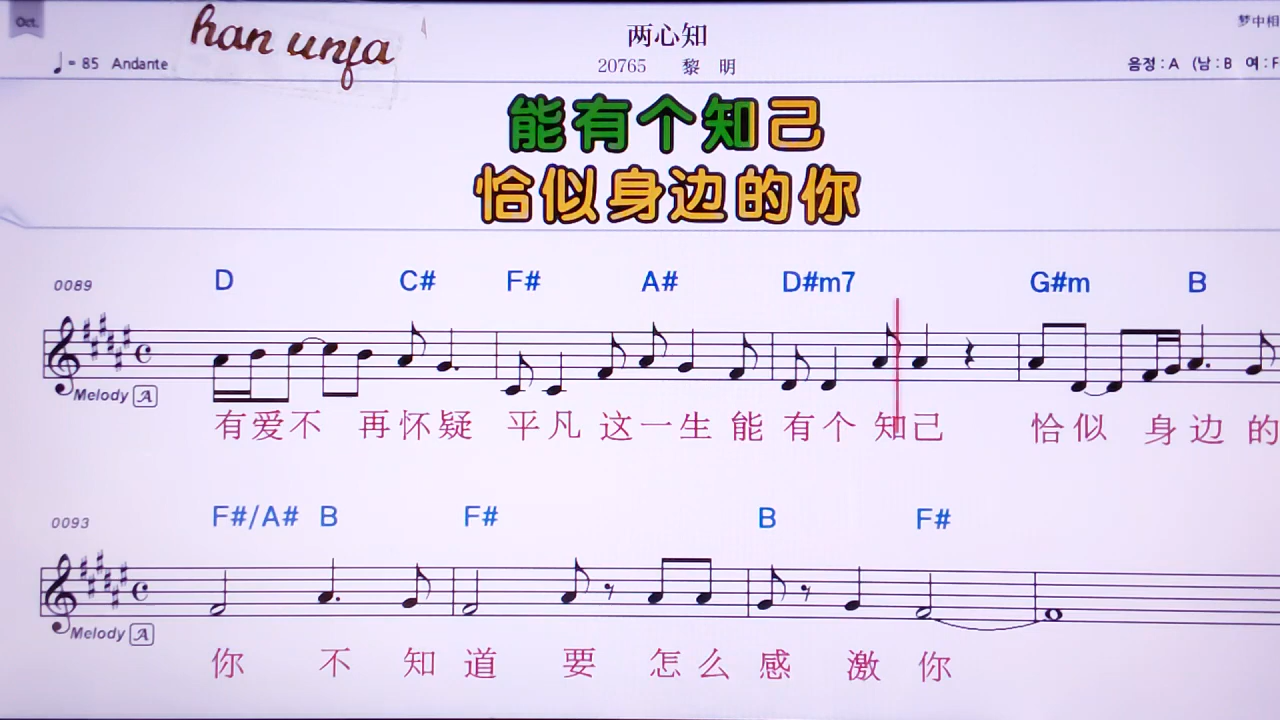 Oct.
han unfa
两心知
梦中相
♩= 85 Andante
20765 黎 明
음정 : A (남 : B 여 : F
能有个知己
恰似身边的你
0089
D C# F# A# D#m7 G#m B
Melody A
有爱不 再怀疑 平凡 这一生 能 有个 知己 恰似 身边 的
0093
F#/A# B F# B F#
Melody A
你 不 知道 要 怎么感 激 你